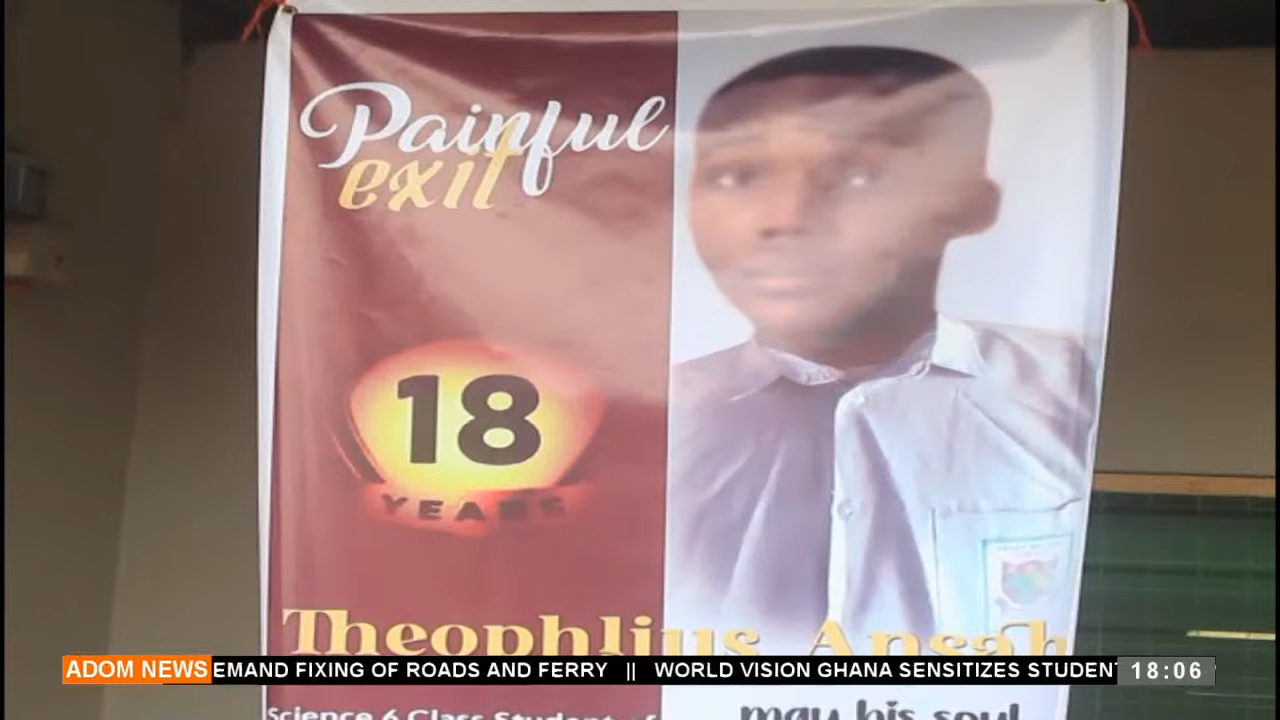 Painful
exit
18
YEARS
Theophlius Ansah
ADOM NEWS
EMAND FIXING OF ROADS AND FERRY || WORLD VISION GHANA SENSITIZES STUDEN
18:06
Science 6 Class Student of
may his soul